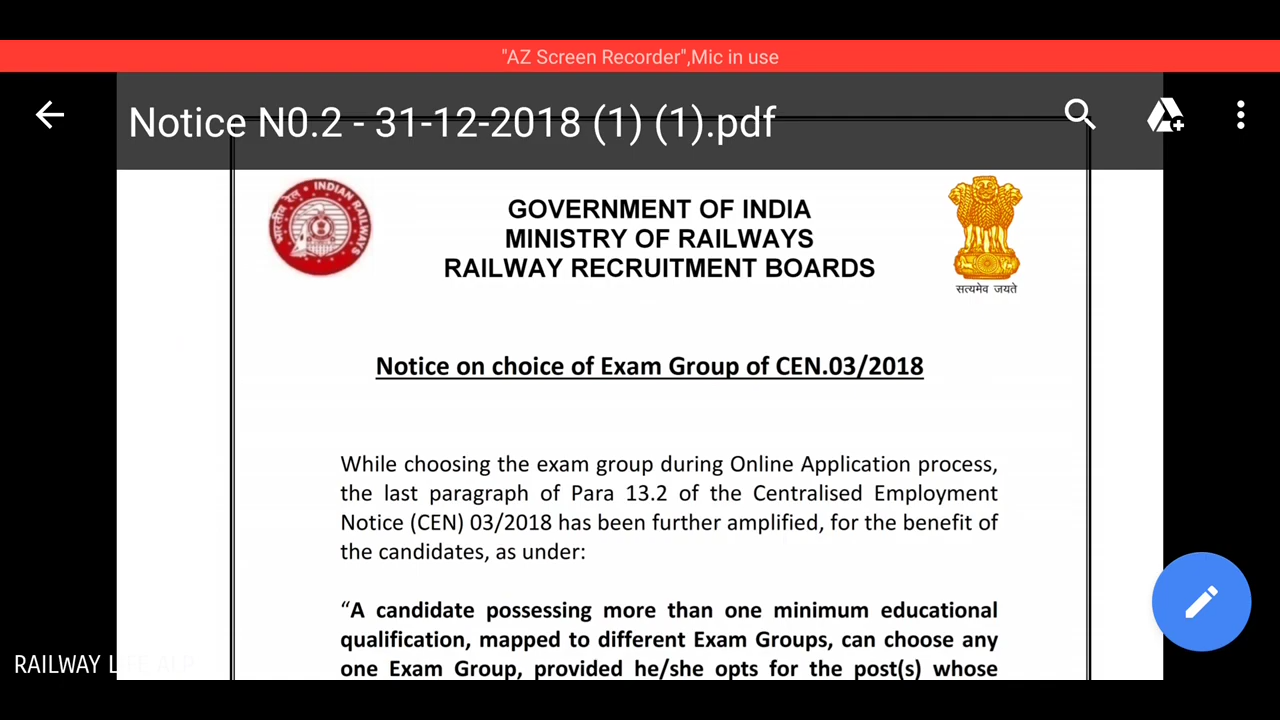 "AZ Screen Recorder",Mic in use
Notice N0.2 - 31-12-2018 (1) (1).pdf
भारतीय रेल • INDIAN RAILWAYS
GOVERNMENT OF INDIA
MINISTRY OF RAILWAYS
RAILWAY RECRUITMENT BOARDS
सत्यमेव जयते
Notice on choice of Exam Group of CEN.03/2018
While choosing the exam group during Online Application process,
the last paragraph of Para 13.2 of the Centralised Employment
Notice (CEN) 03/2018 has been further amplified, for the benefit of
the candidates, as under:
“A candidate possessing more than one minimum educational
qualification, mapped to different Exam Groups, can choose any
one Exam Group, provided he/she opts for the post(s) whose
RAILWAY LIFE ALP